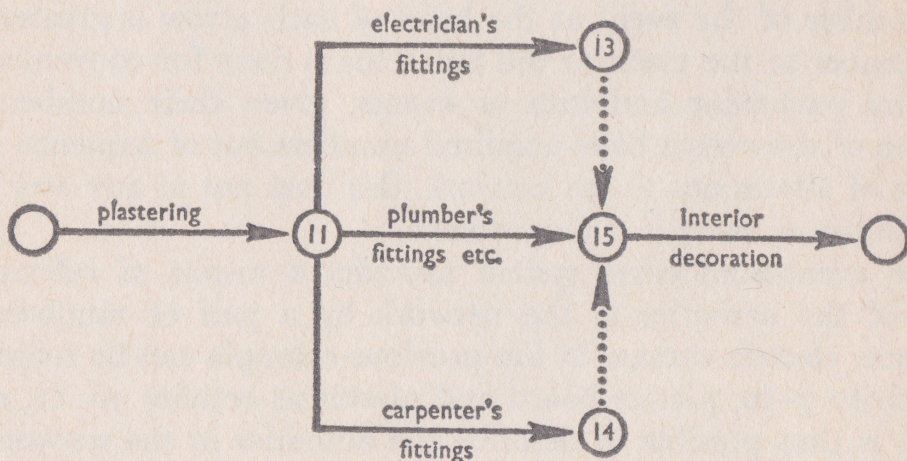 electrician's
fittings
13
plastering
11
plumber's
fittings etc.
15
interior
decoration
carpenter's
fittings
14